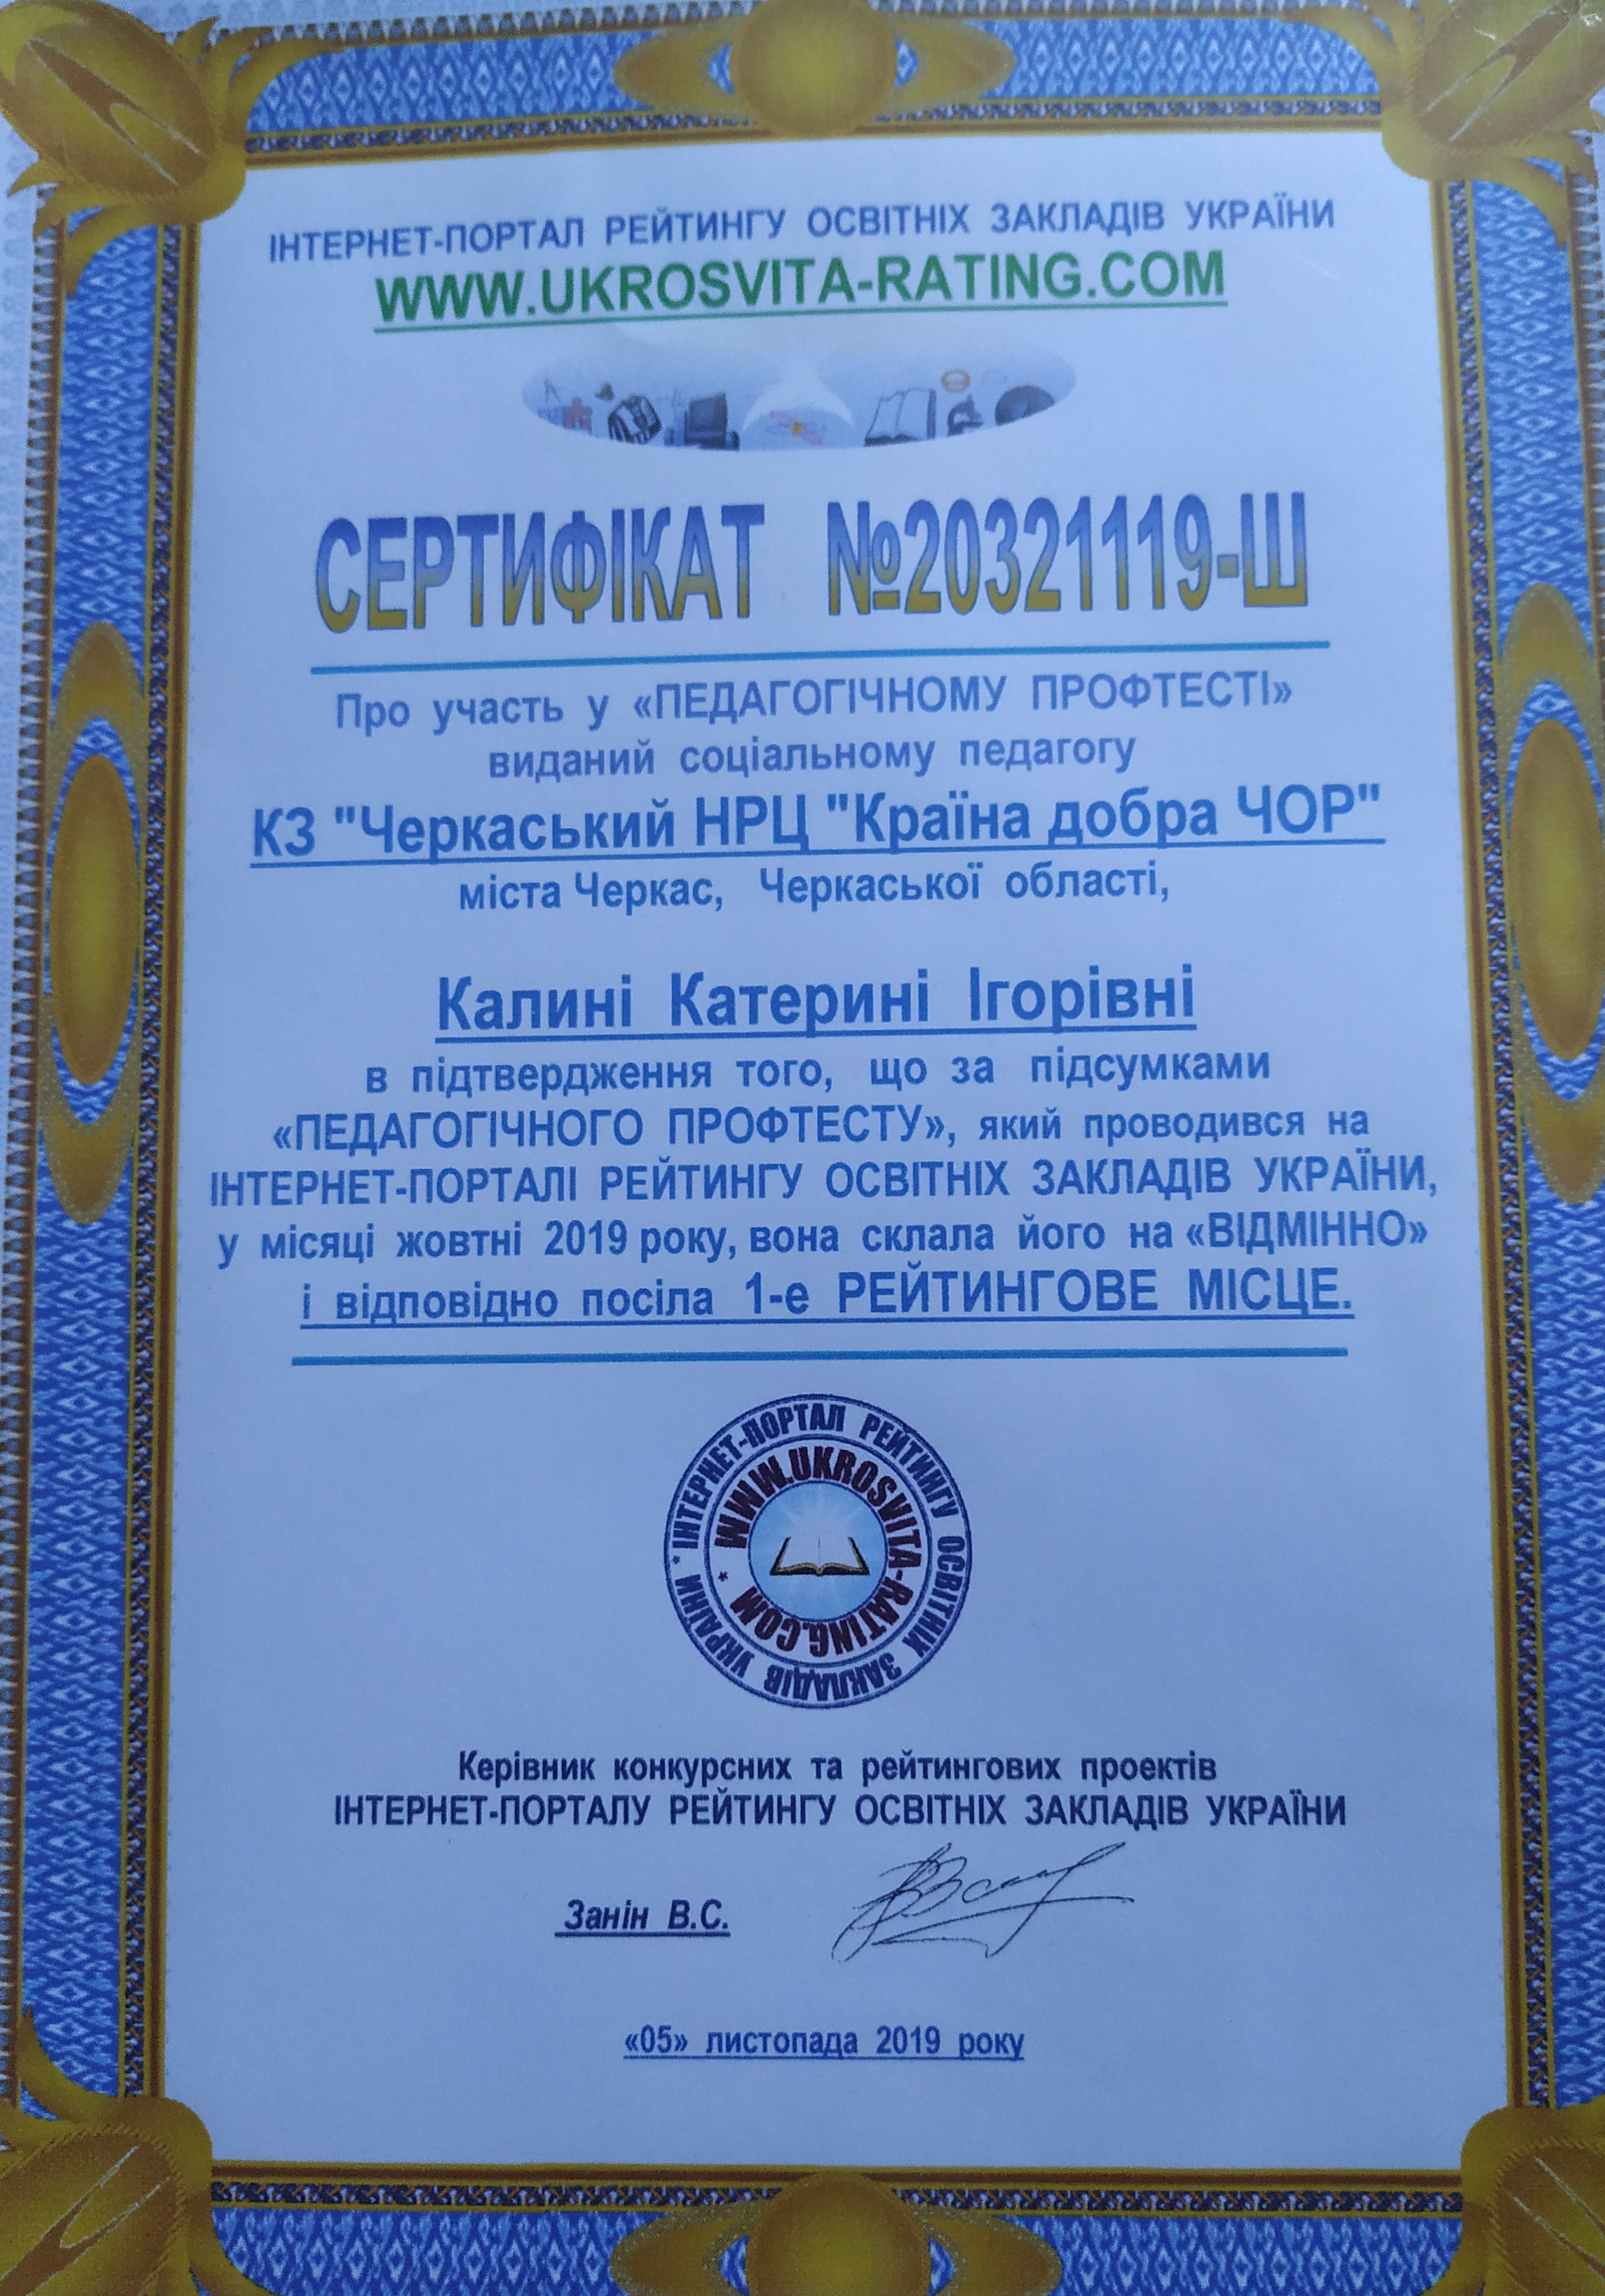 ІНТЕРНЕТ-ПОРТАЛ РЕЙТИНГУ ОСВІТНІХ ЗАКЛАДІВ УКРАЇНИ
WWW.UKROSVITA-RATING.COM
СЕРТИФІКАТ №20321119-Ш
Про участь у «ПЕДАГОГІЧНОМУ ПРОФТЕСТІ»
виданий соціальному педагогу
КЗ "Черкаський НРЦ "Країна добра ЧОР"
міста Черкас, Черкаської області,
Калині Катерині Ігорівні
в підтвердження того, що за підсумками
«ПЕДАГОГІЧНОГО ПРОФТЕСТУ», який проводився на
ІНТЕРНЕТ-ПОРТАЛІ РЕЙТИНГУ ОСВІТНІХ ЗАКЛАДІВ УКРАЇНИ,
у місяці жовтні 2019 року, вона склала його на «ВІДМІННО»
і відповідно посіла 1-е РЕЙТИНГОВЕ МІСЦЕ.
* ІНТЕРНЕТ-ПОРТАЛ РЕЙТИНГУ ОСВІТНІХ ЗАКЛАДІВ УКРАЇНИ
* WWW.UKROSVITA-RATING.COM
Керівник конкурсних та рейтингових проектів
ІНТЕРНЕТ-ПОРТАЛУ РЕЙТИНГУ ОСВІТНІХ ЗАКЛАДІВ УКРАЇНИ
Занін В.С.
«05» листопада 2019 року